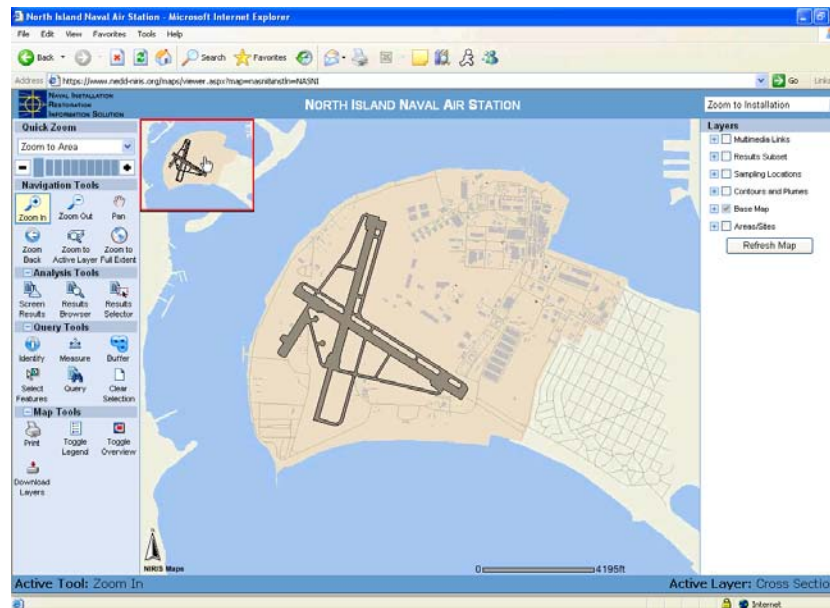 North Island Naval Air Station - Microsoft Internet Explorer
File Edit View Favorites Tools Help
Back Search Favorites
Address https://www.nedd-niris.org/maps/viewer.aspx?map=nasni&instln=NASNI Go Links
NAVAL INSTALLATION
RESTORATION
INFORMATION SOLUTION
NORTH ISLAND NAVAL AIR STATION
Zoom to Installation
Quick Zoom
Zoom to Area
Navigation Tools
Zoom In Zoom Out Pan
Zoom Back Zoom to Active Layer Zoom to Full Extent
Analysis Tools
Screen Results Results Browser Results Selector
Query Tools
Identify Measure Buffer
Select Features Query Clear Selection
Map Tools
Print Toggle Legend Toggle Overview
Download Layers
Layers
Multimedia Links
Results Subset
Sampling Locations
Contours and Plumes
Base Map
Areas/Sites
Refresh Map
NIRIS Maps
0 4195ft
Active Tool: Zoom In
Active Layer: Cross Sectio
Internet